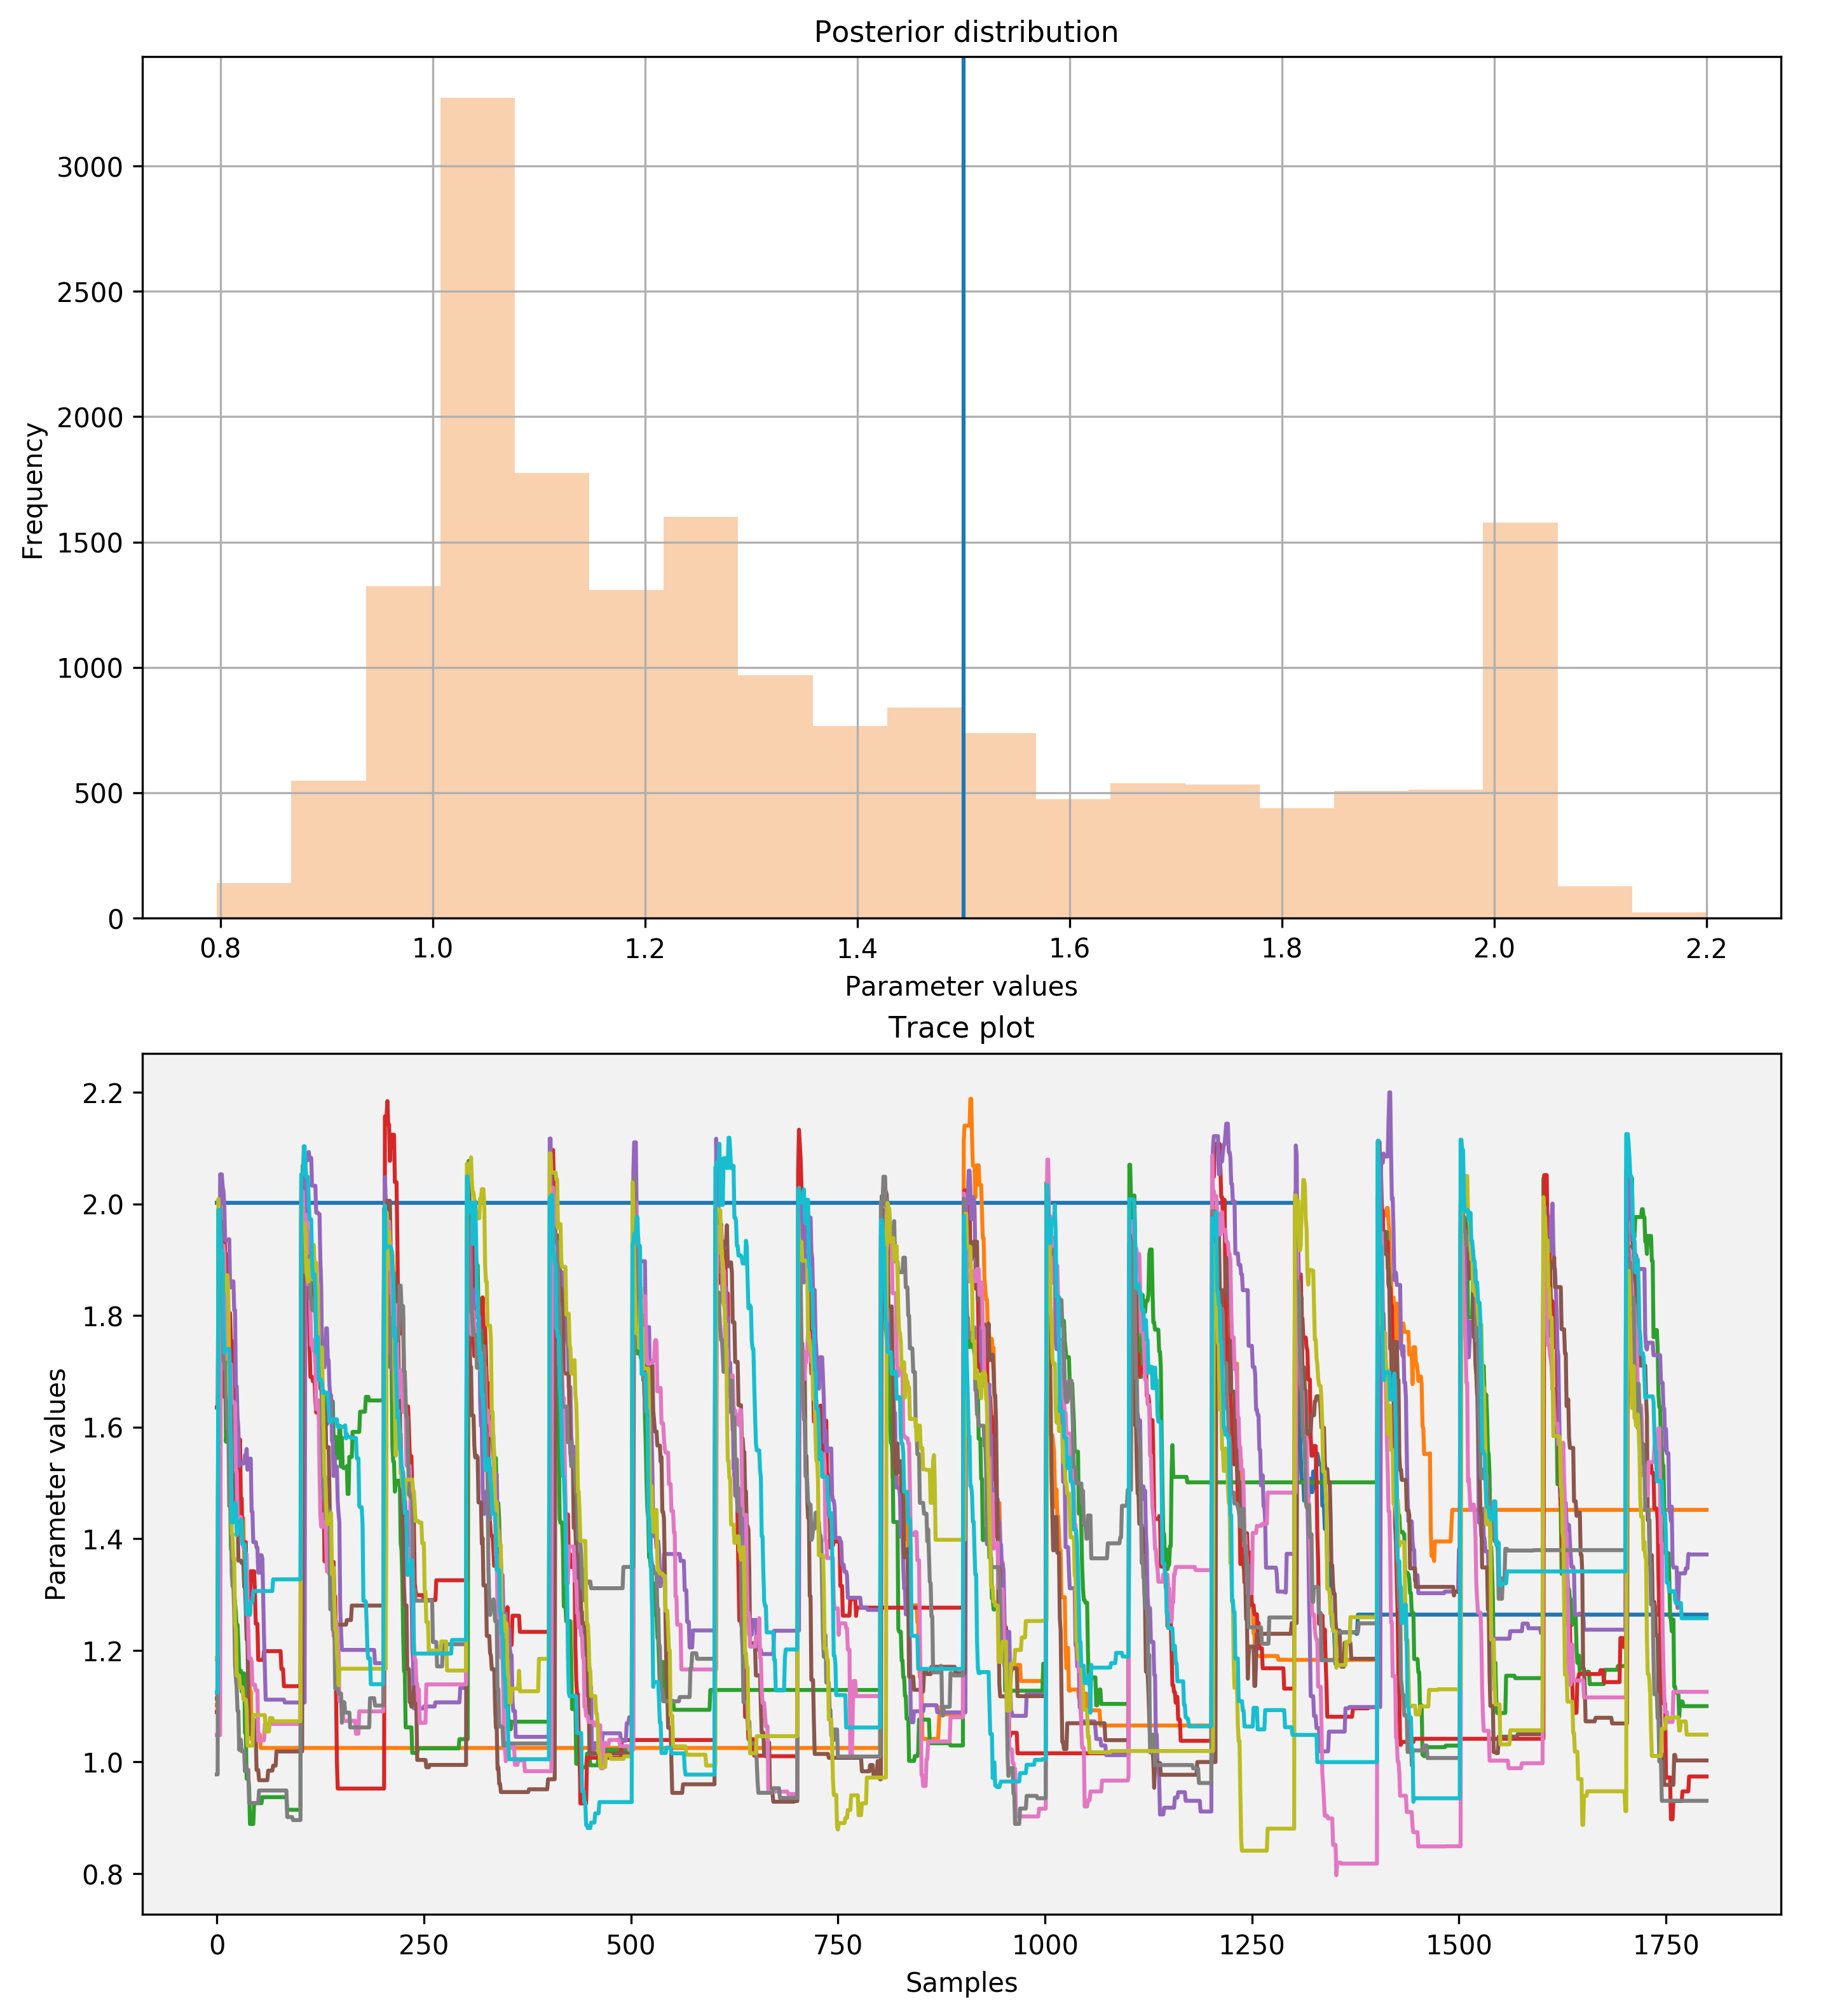 Posterior distribution
3000
2500
2000
1500
1000
500
0
Frequency
0.8 1.0 1.2 1.4 1.6 1.8 2.0 2.2
Parameter values
Trace plot
2.2
2.0
1.8
1.6
1.4
1.2
1.0
0.8
Parameter values
0 250 500 750 1000 1250 1500 1750
Samples